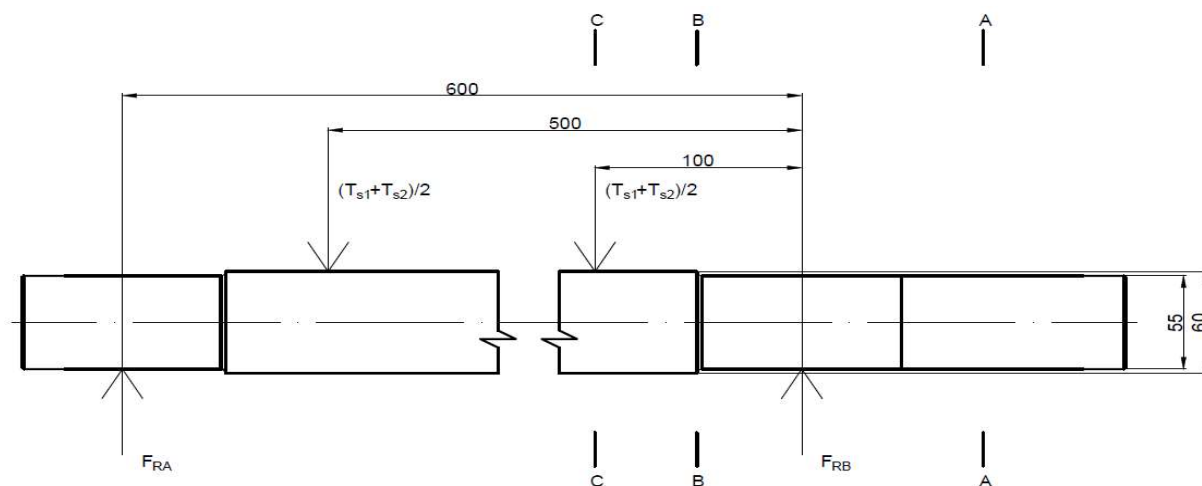 C B A
600
500
100
(Ts1+Ts2)/2 (Ts1+Ts2)/2
55 60
FRA FRB
C B A